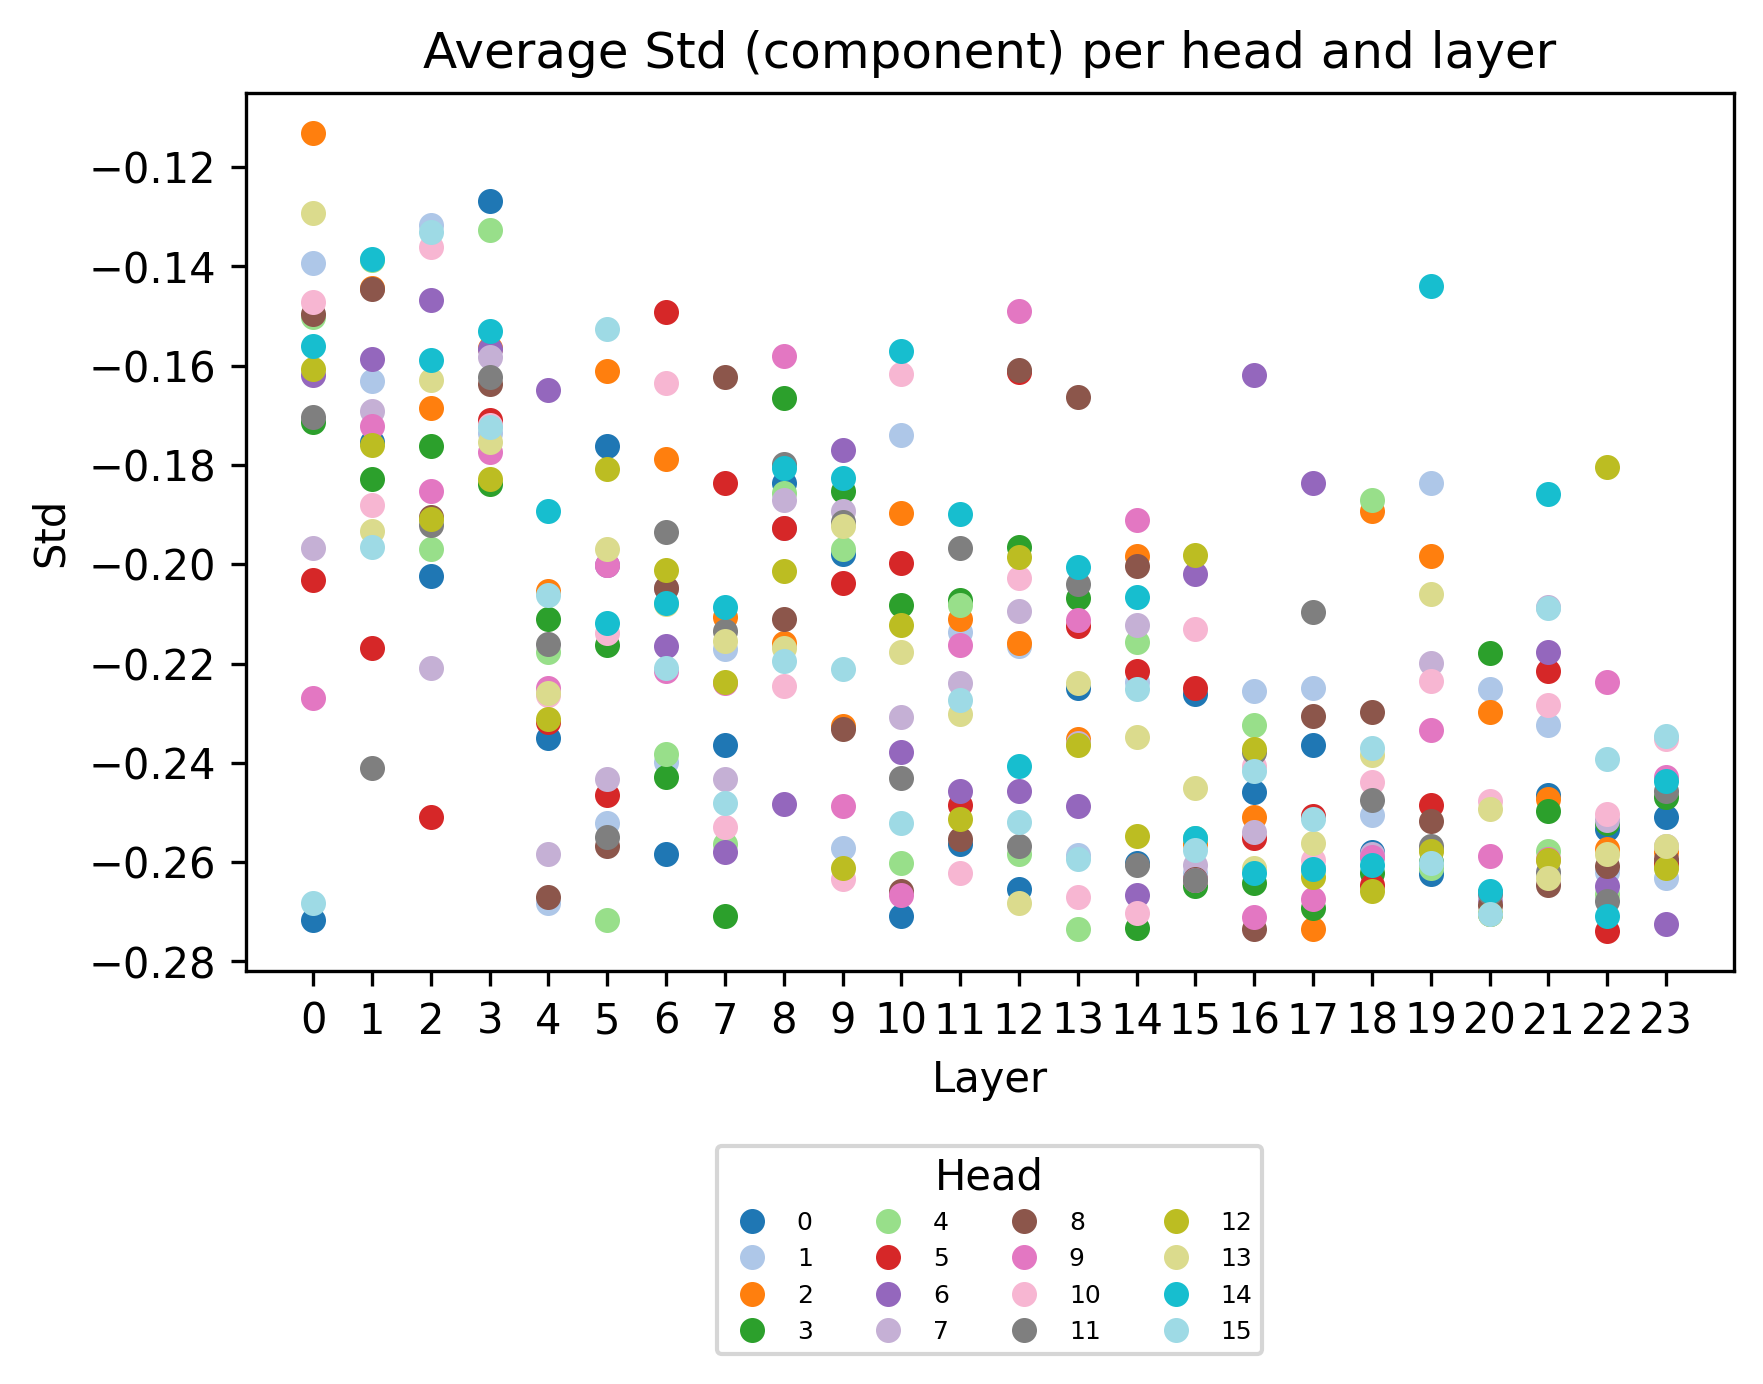 Average Std (component) per head and layer
−0.12
−0.14
−0.16
−0.18
−0.20
−0.22
−0.24
−0.26
−0.28
Std
0 1 2 3 4 5 6 7 8 9 10 11 12 13 14 15 16 17 18 19 20 21 22 23
Layer
Head
0 4 8 12
1 5 9 13
2 6 10 14
3 7 11 15